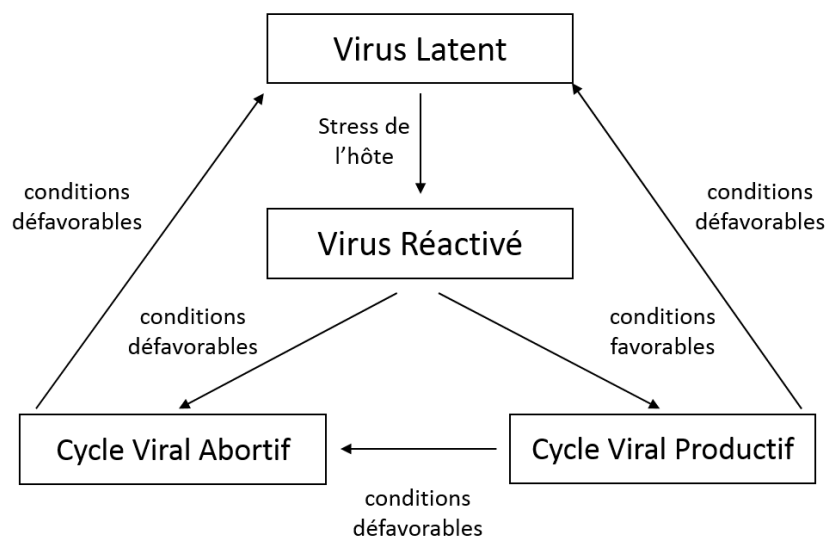 Virus Latent
Stress de
l'hôte
conditions
défavorables
conditions
défavorables
Virus Réactivé
conditions
défavorables
conditions
favorables
Cycle Viral Abortif
Cycle Viral Productif
conditions
défavorables